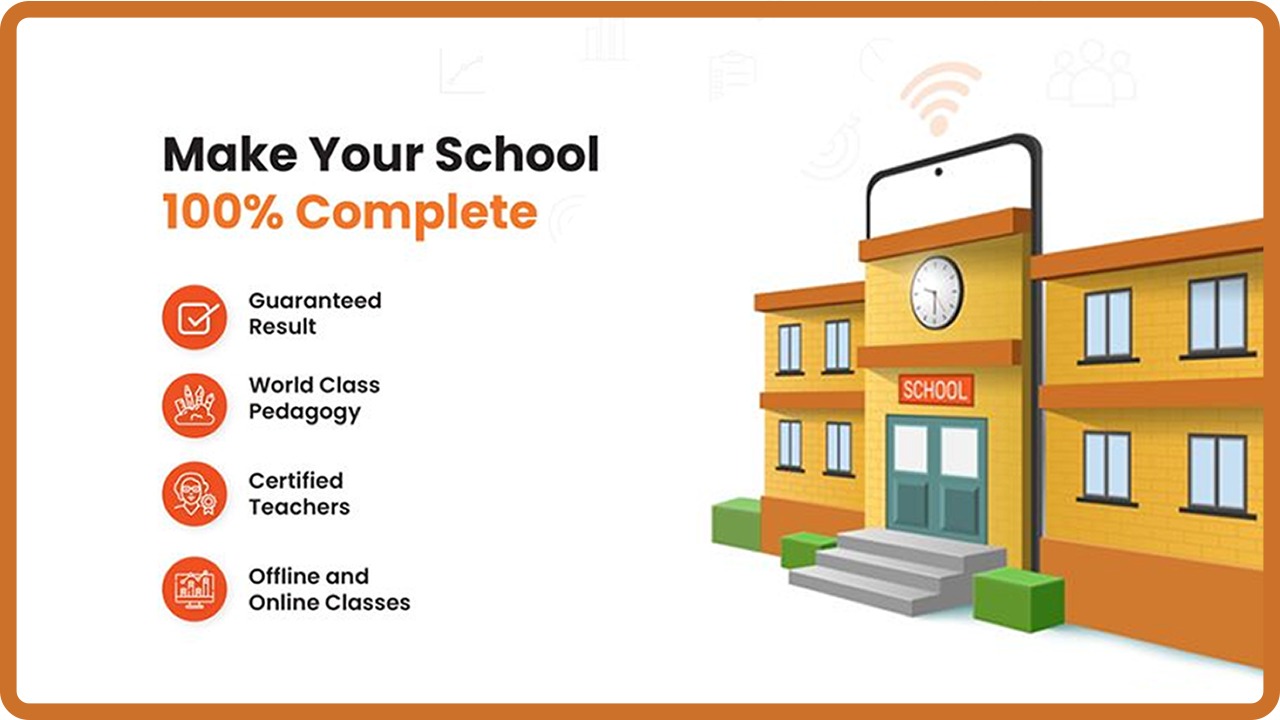 Make Your School
100% Complete
Guaranteed
Result
World Class
Pedagogy
Certified
Teachers
Offline and
Online Classes
SCHOOL